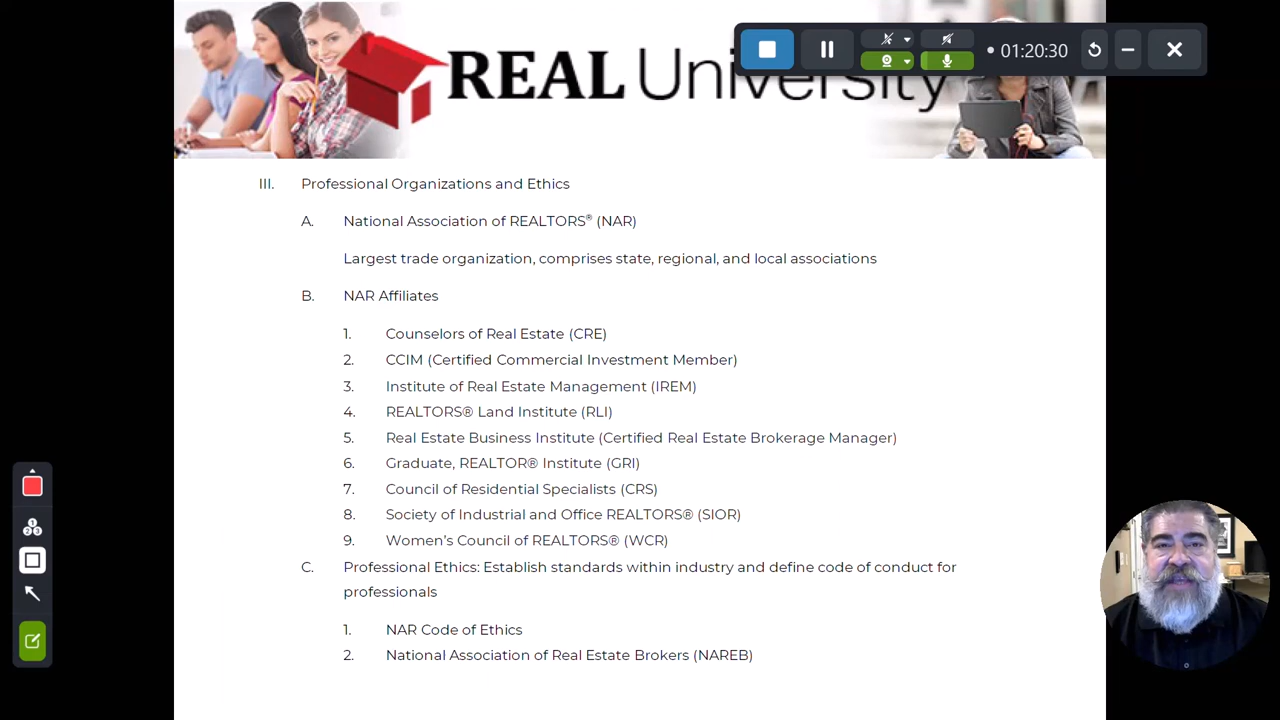 REAL University
01:20:30
III. Professional Organizations and Ethics
A. National Association of REALTORS® (NAR)
Largest trade organization, comprises state, regional, and local associations
B. NAR Affiliates
1. Counselors of Real Estate (CRE)
2. CCIM (Certified Commercial Investment Member)
3. Institute of Real Estate Management (IREM)
4. REALTORS® Land Institute (RLI)
5. Real Estate Business Institute (Certified Real Estate Brokerage Manager)
6. Graduate, REALTOR® Institute (GRI)
7. Council of Residential Specialists (CRS)
8. Society of Industrial and Office REALTORS® (SIOR)
9. Women’s Council of REALTORS® (WCR)
C. Professional Ethics: Establish standards within industry and define code of conduct for
professionals
1. NAR Code of Ethics
2. National Association of Real Estate Brokers (NAREB)